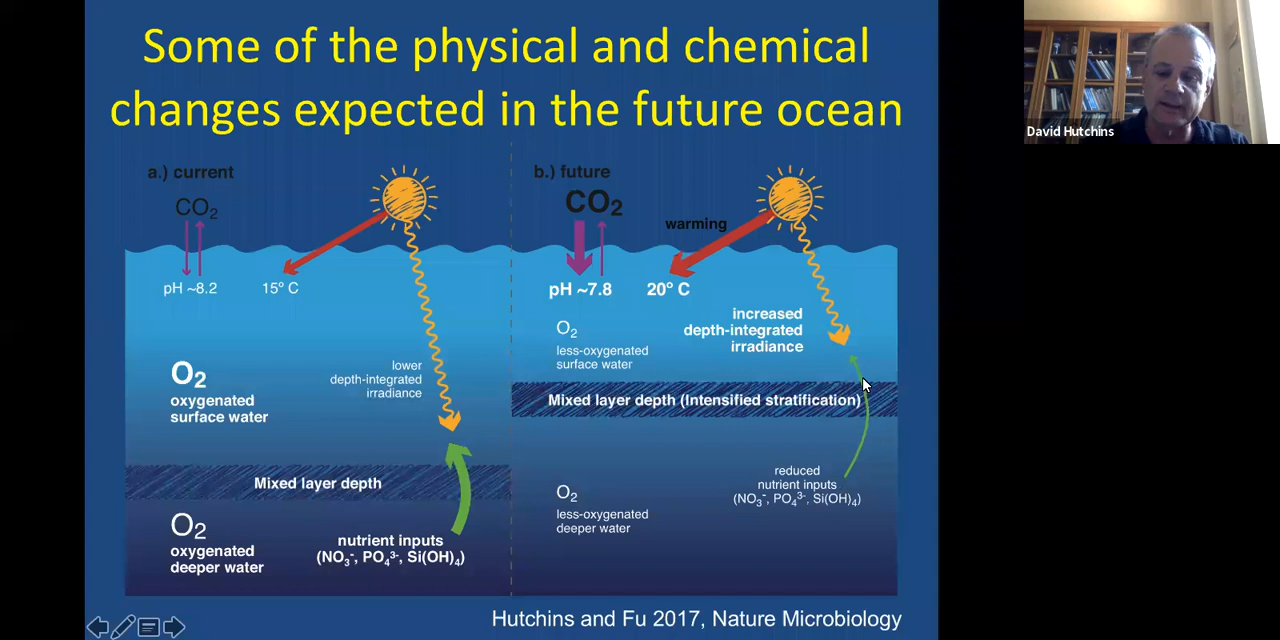 Some of the physical and chemical
changes expected in the future ocean
David Hutchins
a.) current
CO₂
pH ~8.2
15º C
lower
depth-integrated
irradiance
O₂
oxygenated
surface water
Mixed layer depth
O₂
oxygenated
deeper water
nutrient inputs
(NO₃⁻, PO₄³⁻, Si(OH)₄)
b.) future
CO₂
warming
pH ~7.8
20º C
increased
depth-integrated
irradiance
O₂
less-oxygenated
surface water
Mixed layer depth (Intensified stratification)
reduced
nutrient inputs
(NO₃⁻, PO₄³⁻, Si(OH)₄)
O₂
less-oxygenated
deeper water
Hutchins and Fu 2017, Nature Microbiology